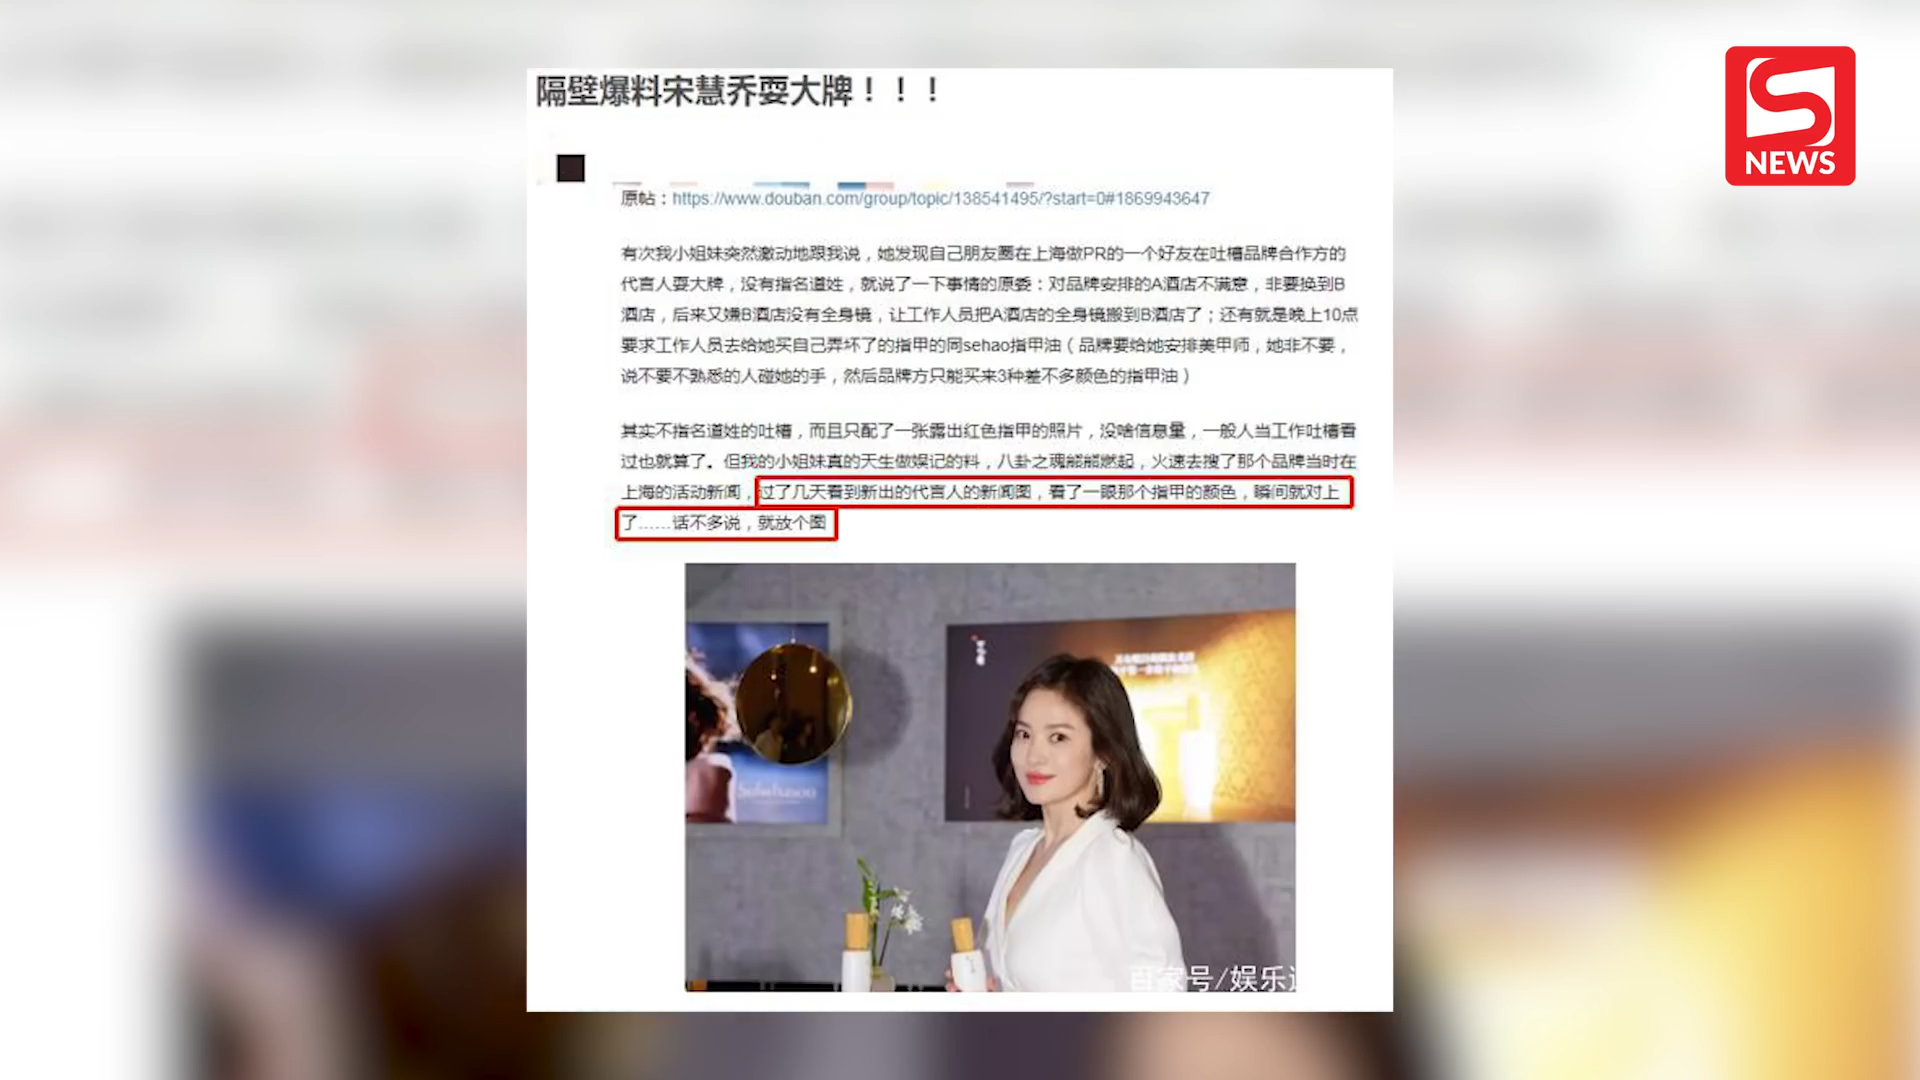 隔壁爆料宋慧乔耍大牌！！！
NEWS
原帖：https://www.douban.com/group/topic/138541495/?start=0#1869943647
有次我小姐妹突然激动地跟我说，她发现自己朋友圈在上海做PR的一个好友在吐槽品牌合作方的
代言人耍大牌，没有指名道姓，就说了一下事情的原委：对品牌安排的A酒店不满意，非要换到B
酒店，后来又嫌B酒店没有全身镜，让工作人员把A酒店的全身镜搬到B酒店了；还有就是晚上10点
要求工作人员去给她买自己弄坏了的指甲的同sehao指甲油（品牌要给她安排美甲师，她非不要，
说不要不熟悉的人碰她的手，然后品牌方只能买来3种差不多颜色的指甲油）
其实不指名道姓的吐槽，而且只配了一张露出红色指甲的照片，没啥信息量，一般人当工作吐槽看
过也就算了。但我的小姐妹真的天生做娱记的料，八卦之魂熊熊燃起，火速去搜了那个品牌当时在
上海的活动新闻，过了几天看到新出的代言人的新闻图，看了一眼那个指甲的颜色，瞬间就对上
了……话不多说，就放个图
Sulwhasoo
百家号/娱乐